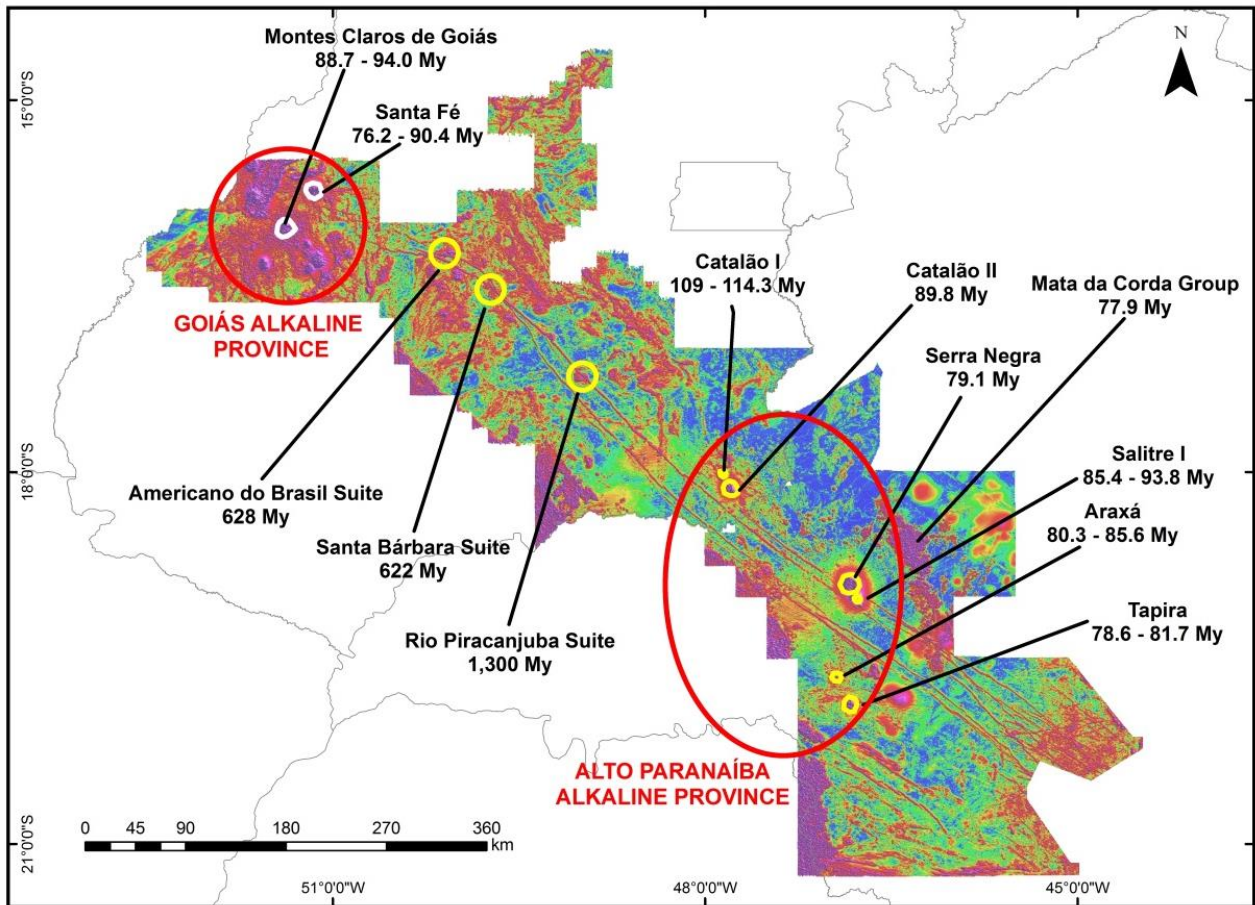 Montes Claros de Goiás
88.7 - 94.0 My
N
15°0'0"S
Santa Fé
76.2 - 90.4 My
Catalão I
109 - 114.3 My
Catalão II
89.8 My
Mata da Corda Group
77.9 My
GOIÁS ALKALINE
PROVINCE
Serra Negra
79.1 My
Salitre I
85.4 - 93.8 My
18°0'0"S
Americano do Brasil Suite
628 My
Araxá
80.3 - 85.6 My
Santa Bárbara Suite
622 My
Tapira
78.6 - 81.7 My
Rio Piracanjuba Suite
1,300 My
ALTO PARANAÍBA
ALKALINE PROVINCE
0 45 90 180 270 360
km
21°0'0"S
51°0'0"W 48°0'0"W 45°0'0"W